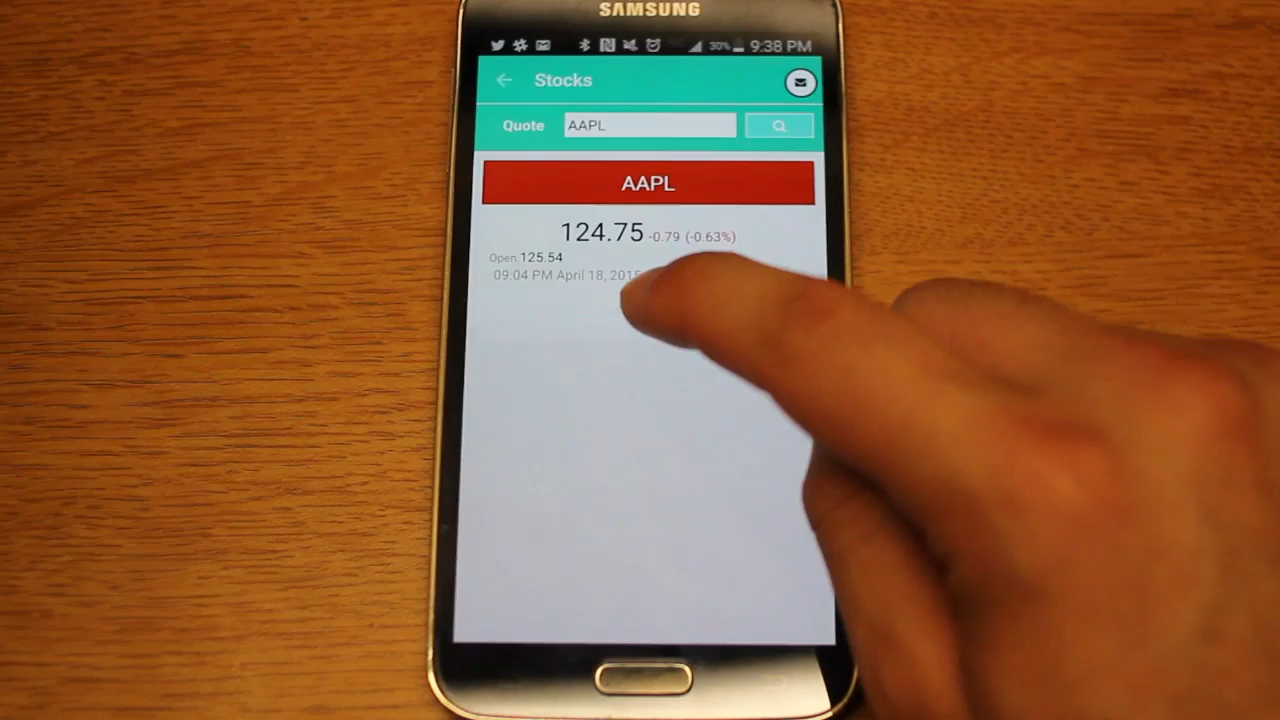 SAMSUNG
30% 9:38 PM
Stocks
Quote AAPL
AAPL
124.75 -0.79 (-0.63%)
Open:125.54
09:04 PM April 18, 2015